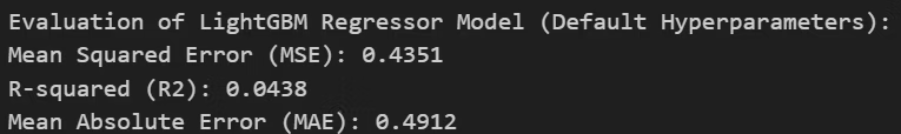 Evaluation of LightGBM Regressor Model (Default Hyperparameters):
Mean Squared Error (MSE): 0.4351
R-squared (R2): 0.0438
Mean Absolute Error (MAE): 0.4912